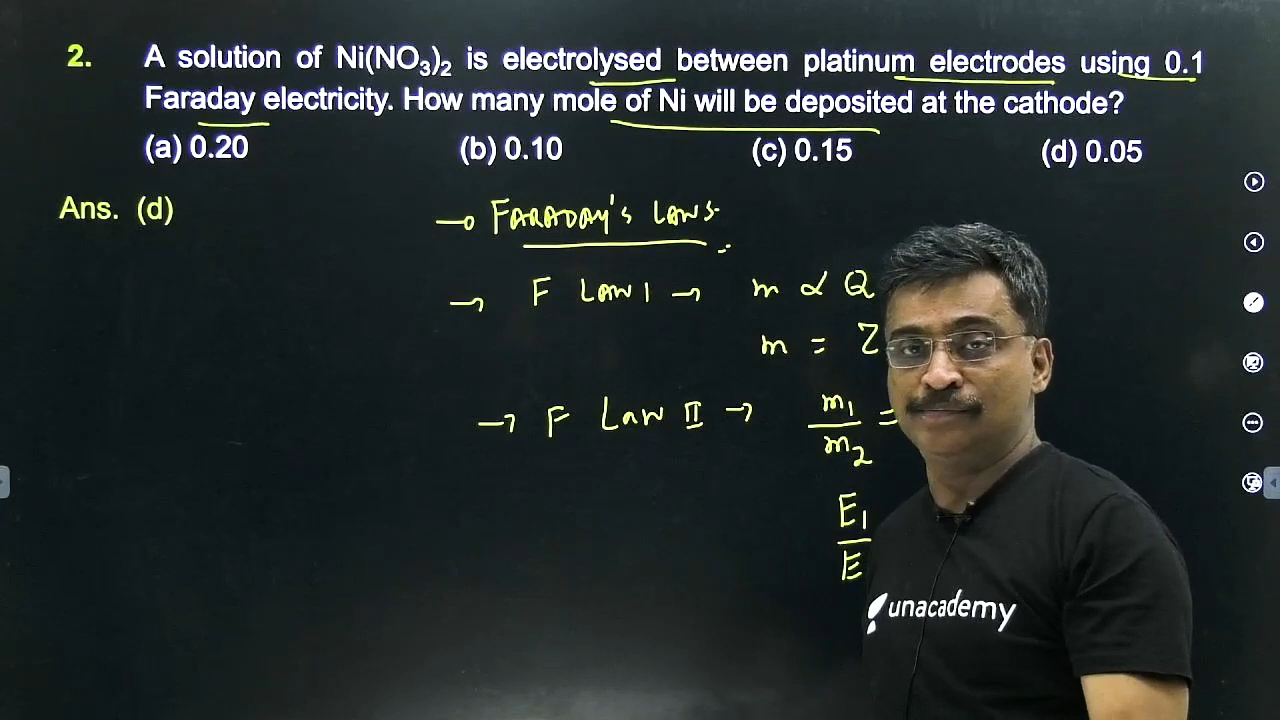 2. A solution of Ni(NO₃)₂ is electrolysed between platinum electrodes using 0.1
Faraday electricity. How many mole of Ni will be deposited at the cathode?
(a) 0.20 (b) 0.10 (c) 0.15 (d) 0.05
Ans. (d)
→ FARADAY'S LAWS
→ F LAW I → m ∝ Q
m = Z
→ F LAW II → m₁/m₂ =
E₁/E
unacademy